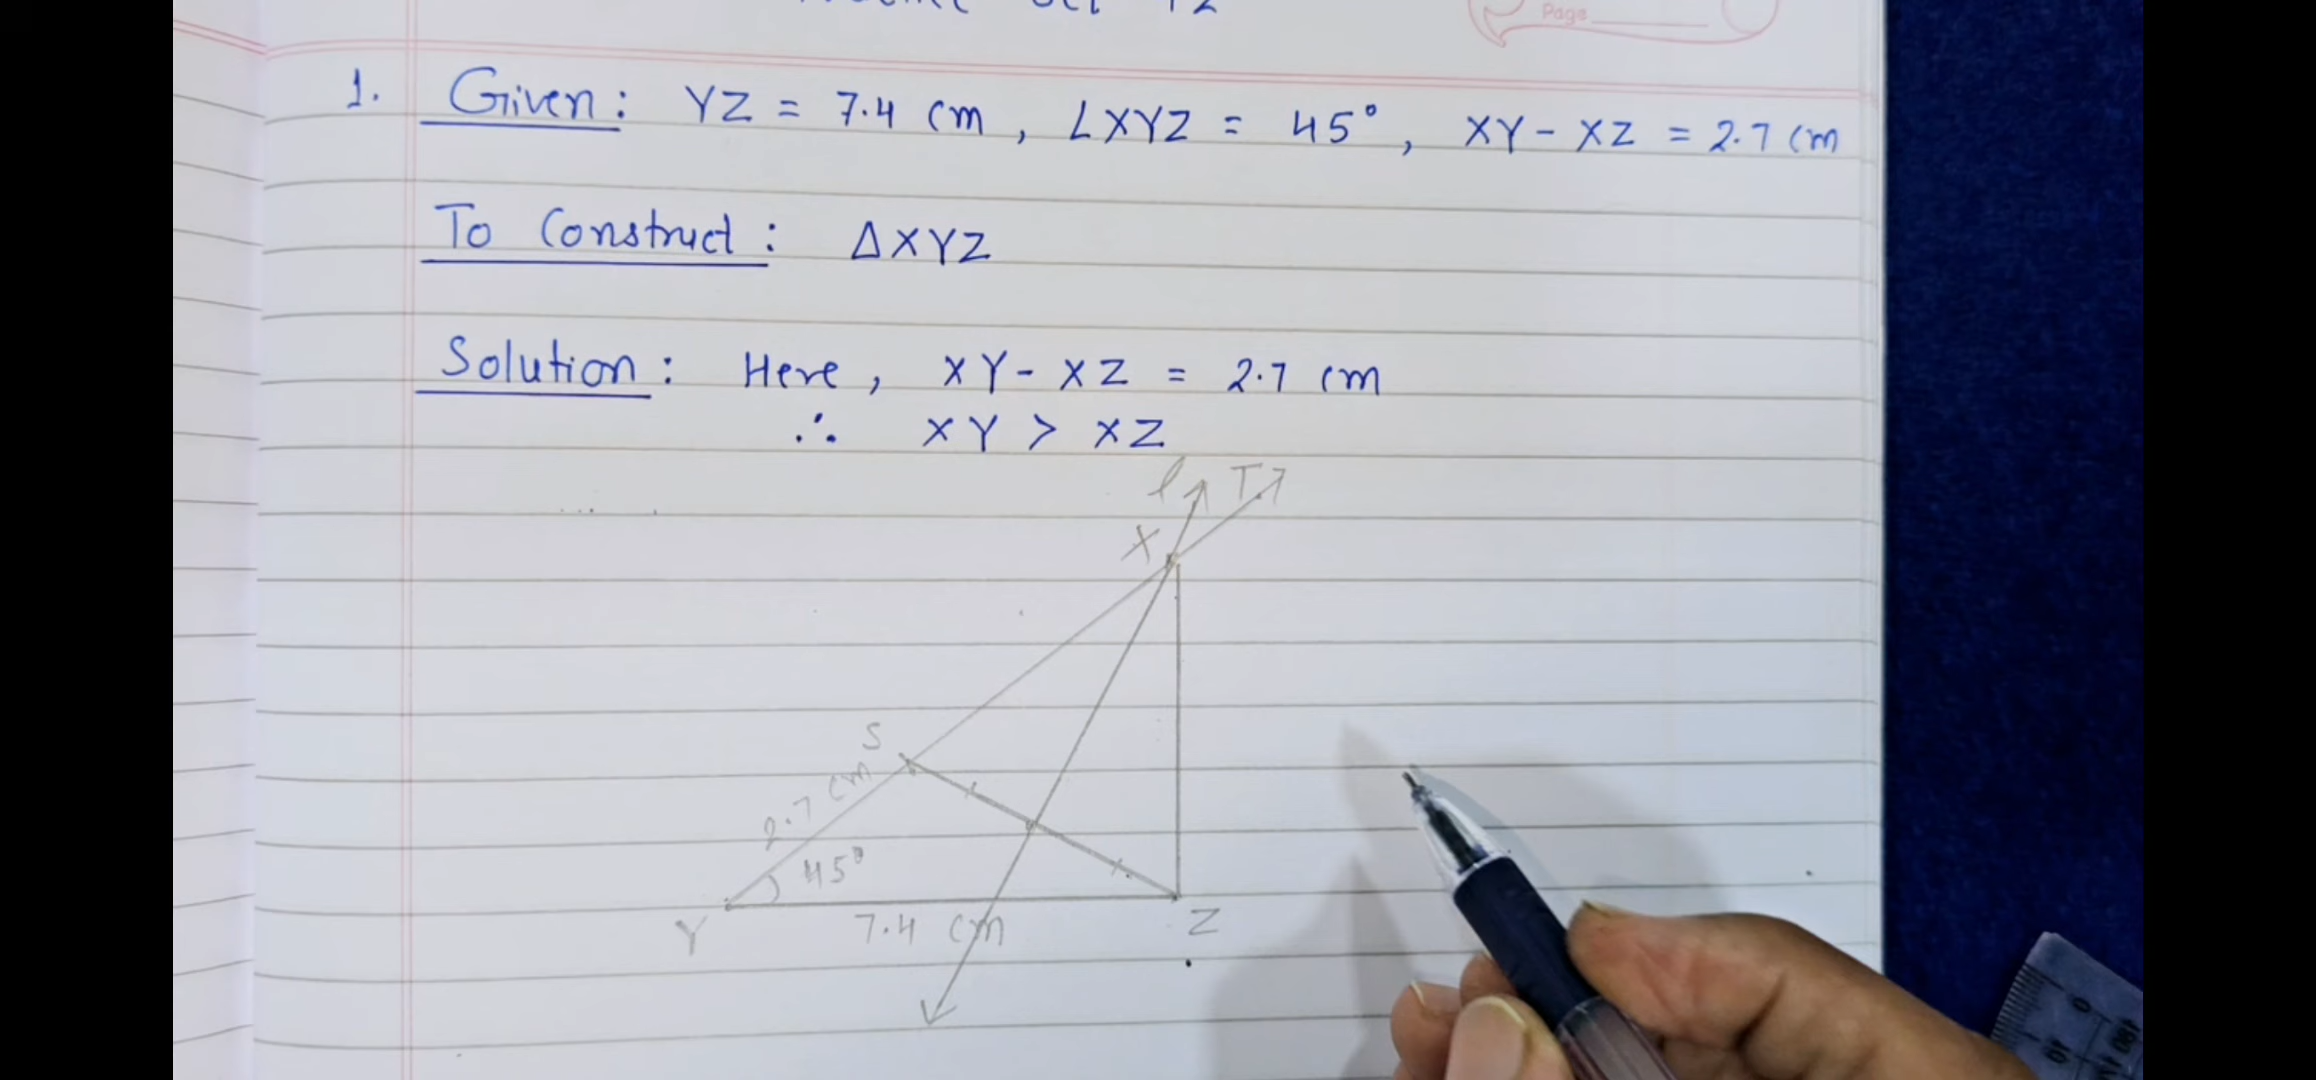 Page
1. Given: YZ = 7.4 cm, ∠XYZ = 45°, XY - XZ = 2.7 cm
To Construct: ΔXYZ
Solution: Here, XY - XZ = 2.7 cm
∴ XY > XZ
l T
X
S
2.7 cm
45°
Y 7.4 cm Z